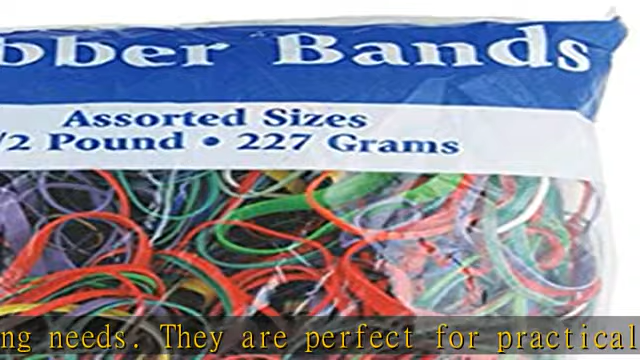 bber Bands
Assorted Sizes
/2 Pound • 227 Grams
ng needs. They are perfect for practical